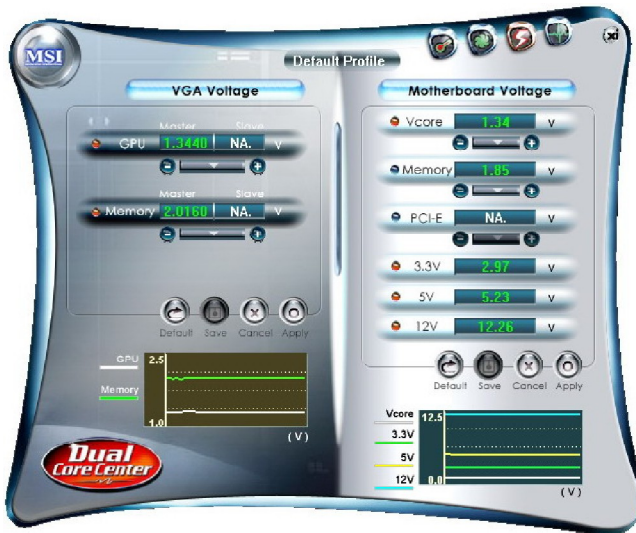 MSI
Default Profile
xi
VGA Voltage
Master Slave
GPU 1.3440 NA. V
Master Slave
Memory 2.0160 NA. V
Default Save Cancel Apply
GPU
Memory
2.5
1.0
(V)
Dual
Core Center
Motherboard Voltage
Vcore 1.34 V
Memory 1.85 V
PCI-E NA. V
3.3V 2.97 V
5V 5.23 V
12V 12.26 V
Default Save Cancel Apply
Vcore
3.3V
5V
12V
12.5
0.0
(V)